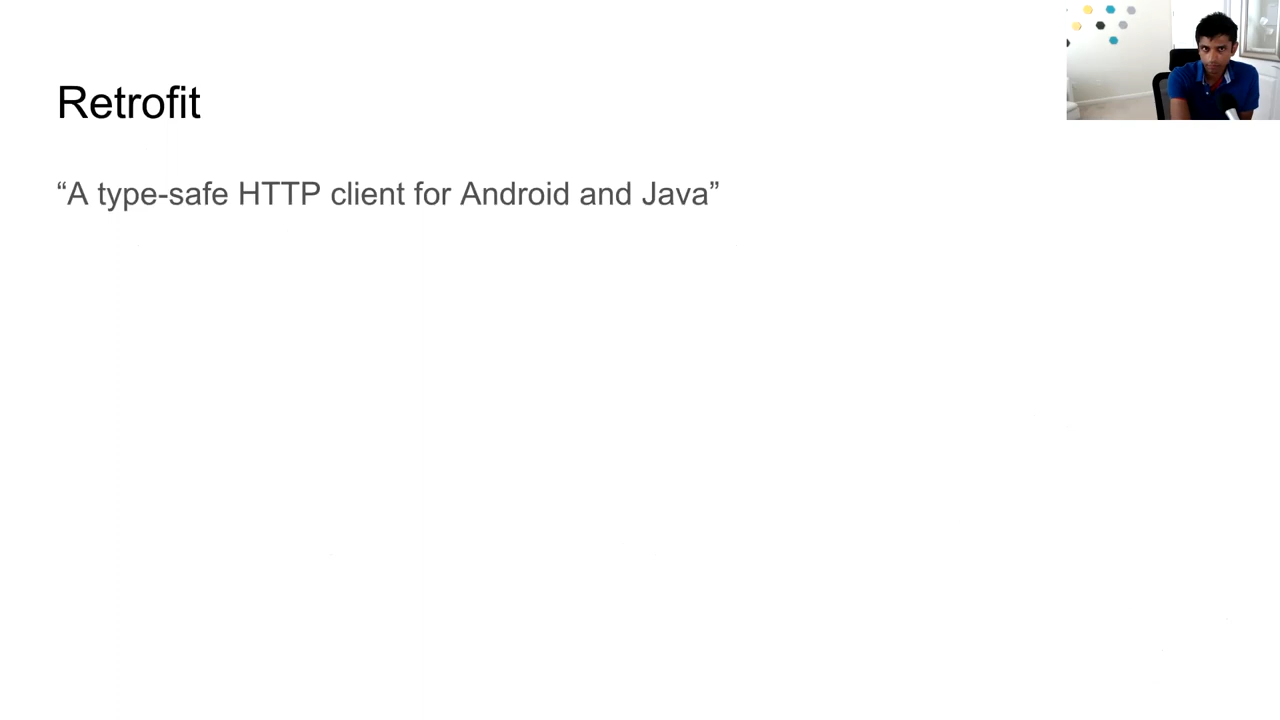 Retrofit
“A type-safe HTTP client for Android and Java”